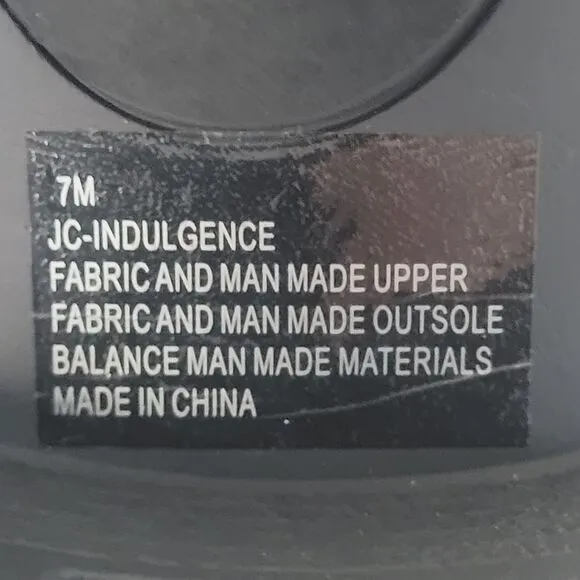 7M
JC-INDULGENCE
FABRIC AND MAN MADE UPPER
FABRIC AND MAN MADE OUTSOLE
BALANCE MAN MADE MATERIALS
MADE IN CHINA